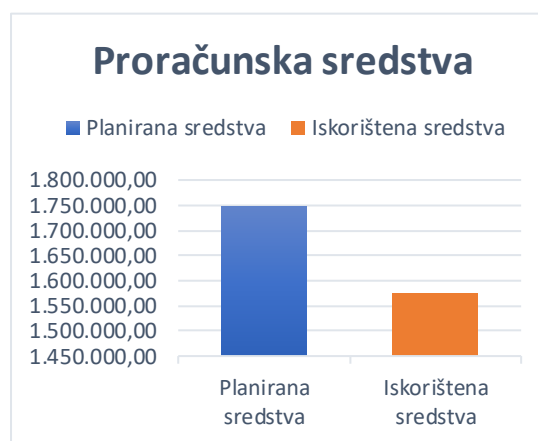 Proračunska sredstva
Planirana sredstva Iskorištena sredstva
1.800.000,00
1.750.000,00
1.700.000,00
1.650.000,00
1.600.000,00
1.550.000,00
1.500.000,00
1.450.000,00
Planirana
sredstva
Iskorištena
sredstva